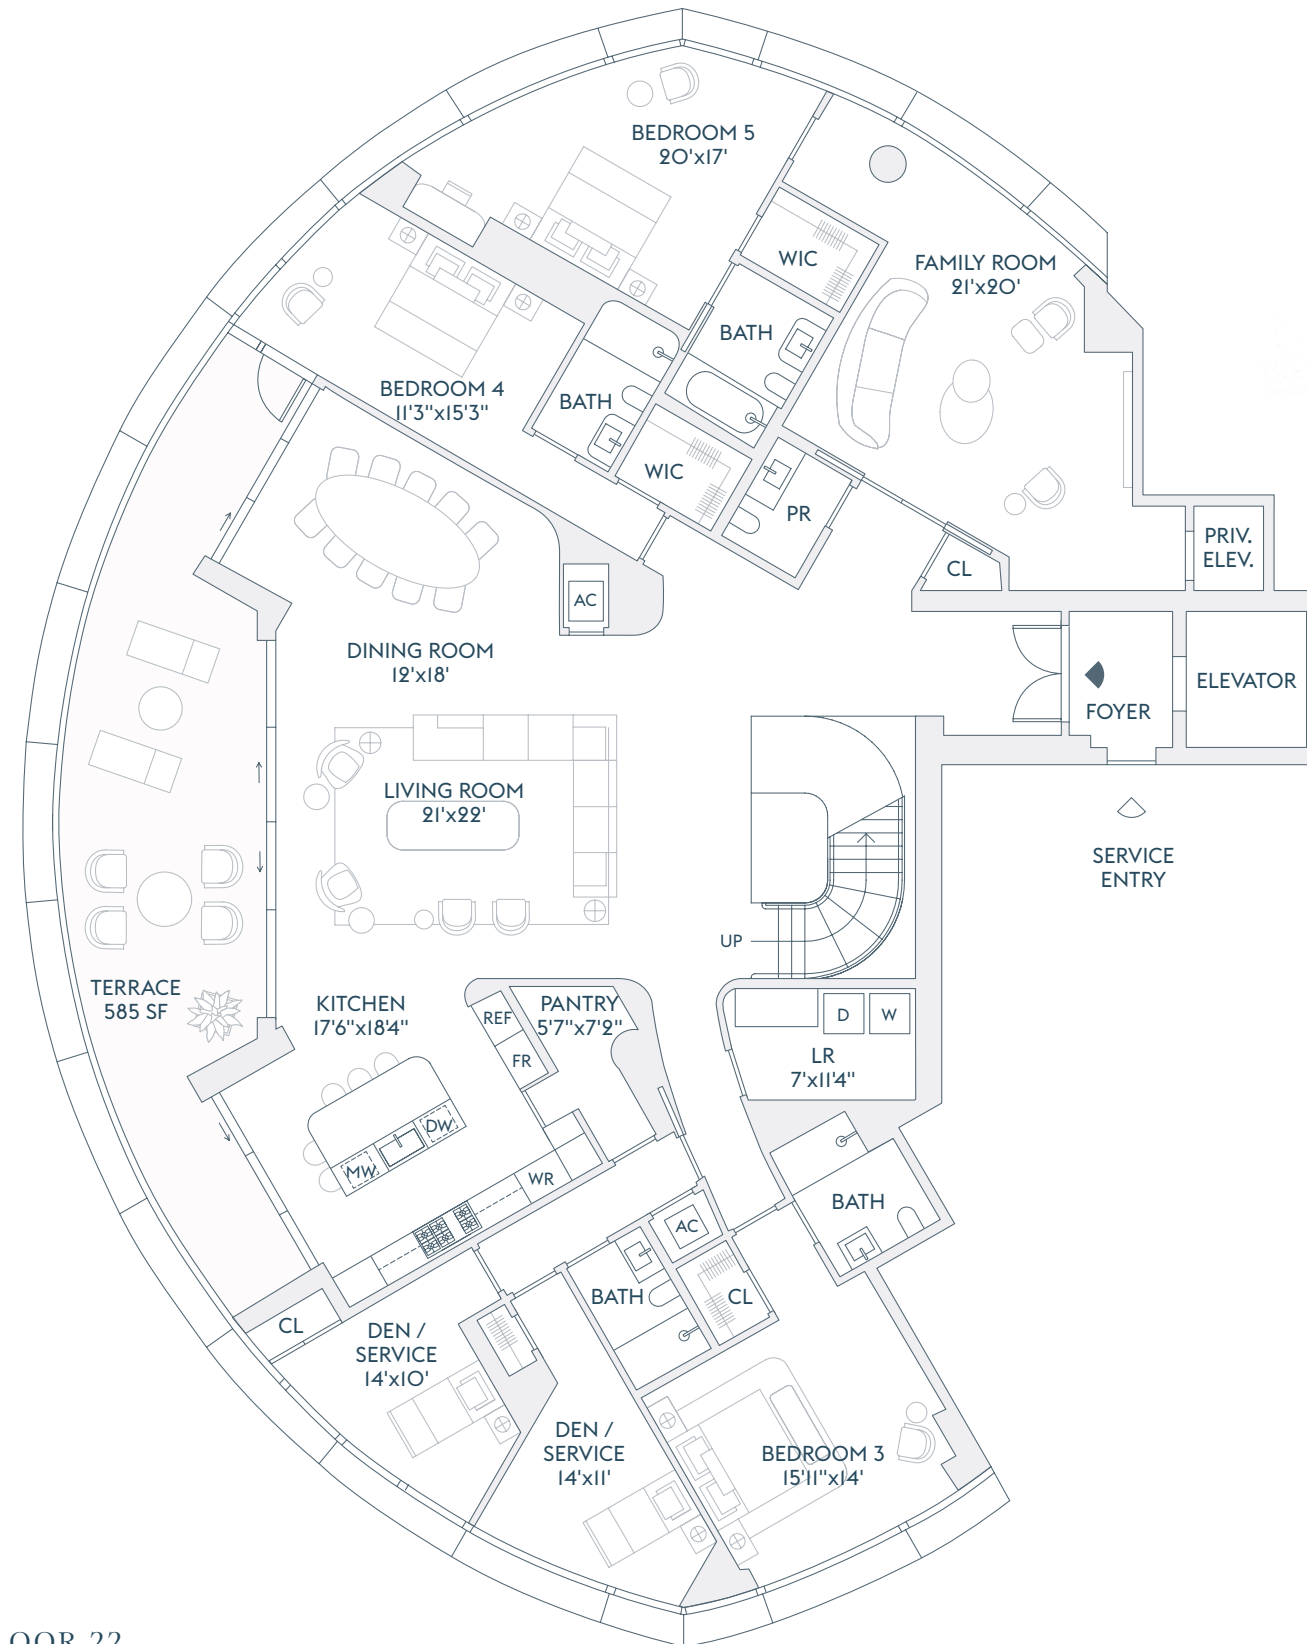 BEDROOM 5
20'x17'
WIC
FAMILY ROOM
21'x20'
BATH
BEDROOM 4
11'3"x15'3"
BATH
WIC
PR
PRIV.
ELEV.
CL
AC
DINING ROOM
12'x18'
ELEVATOR
FOYER
LIVING ROOM
21'x22'
SERVICE
ENTRY
UP
TERRACE
585 SF
KITCHEN
17'6"x18'4"
REF
FR
PANTRY
5'7"x7'2"
D
W
LR
7'x11'4"
DW
MW
WR
BATH
AC
BATH
CL
CL
DEN /
SERVICE
14'x10'
DEN /
SERVICE
14'x11'
BEDROOM 3
15'11"x14'
OOR 22